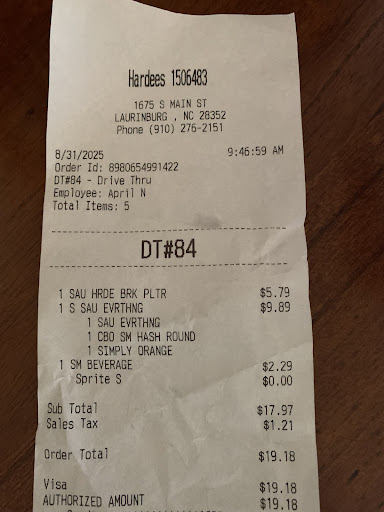 Hardees 1506483
1675 S MAIN ST
LAURINBURG , NC 28352
Phone (910) 276-2151
8/31/2025 9:46:59 AM
Order Id: 8980654991422
DT#84 - Drive Thru
Employee: April N
Total Items: 5
DT#84
1 SAU HRDE BRK PLTR $5.79
1 S SAU EVRTHNG $9.89
1 SAU EVRTHNG
1 CBO SM HASH ROUND
1 SIMPLY ORANGE
1 SM BEVERAGE $2.29
Sprite S $0.00
Sub Total $17.97
Sales Tax $1.21
Order Total $19.18
Visa $19.18
AUTHORIZED AMOUNT $19.18